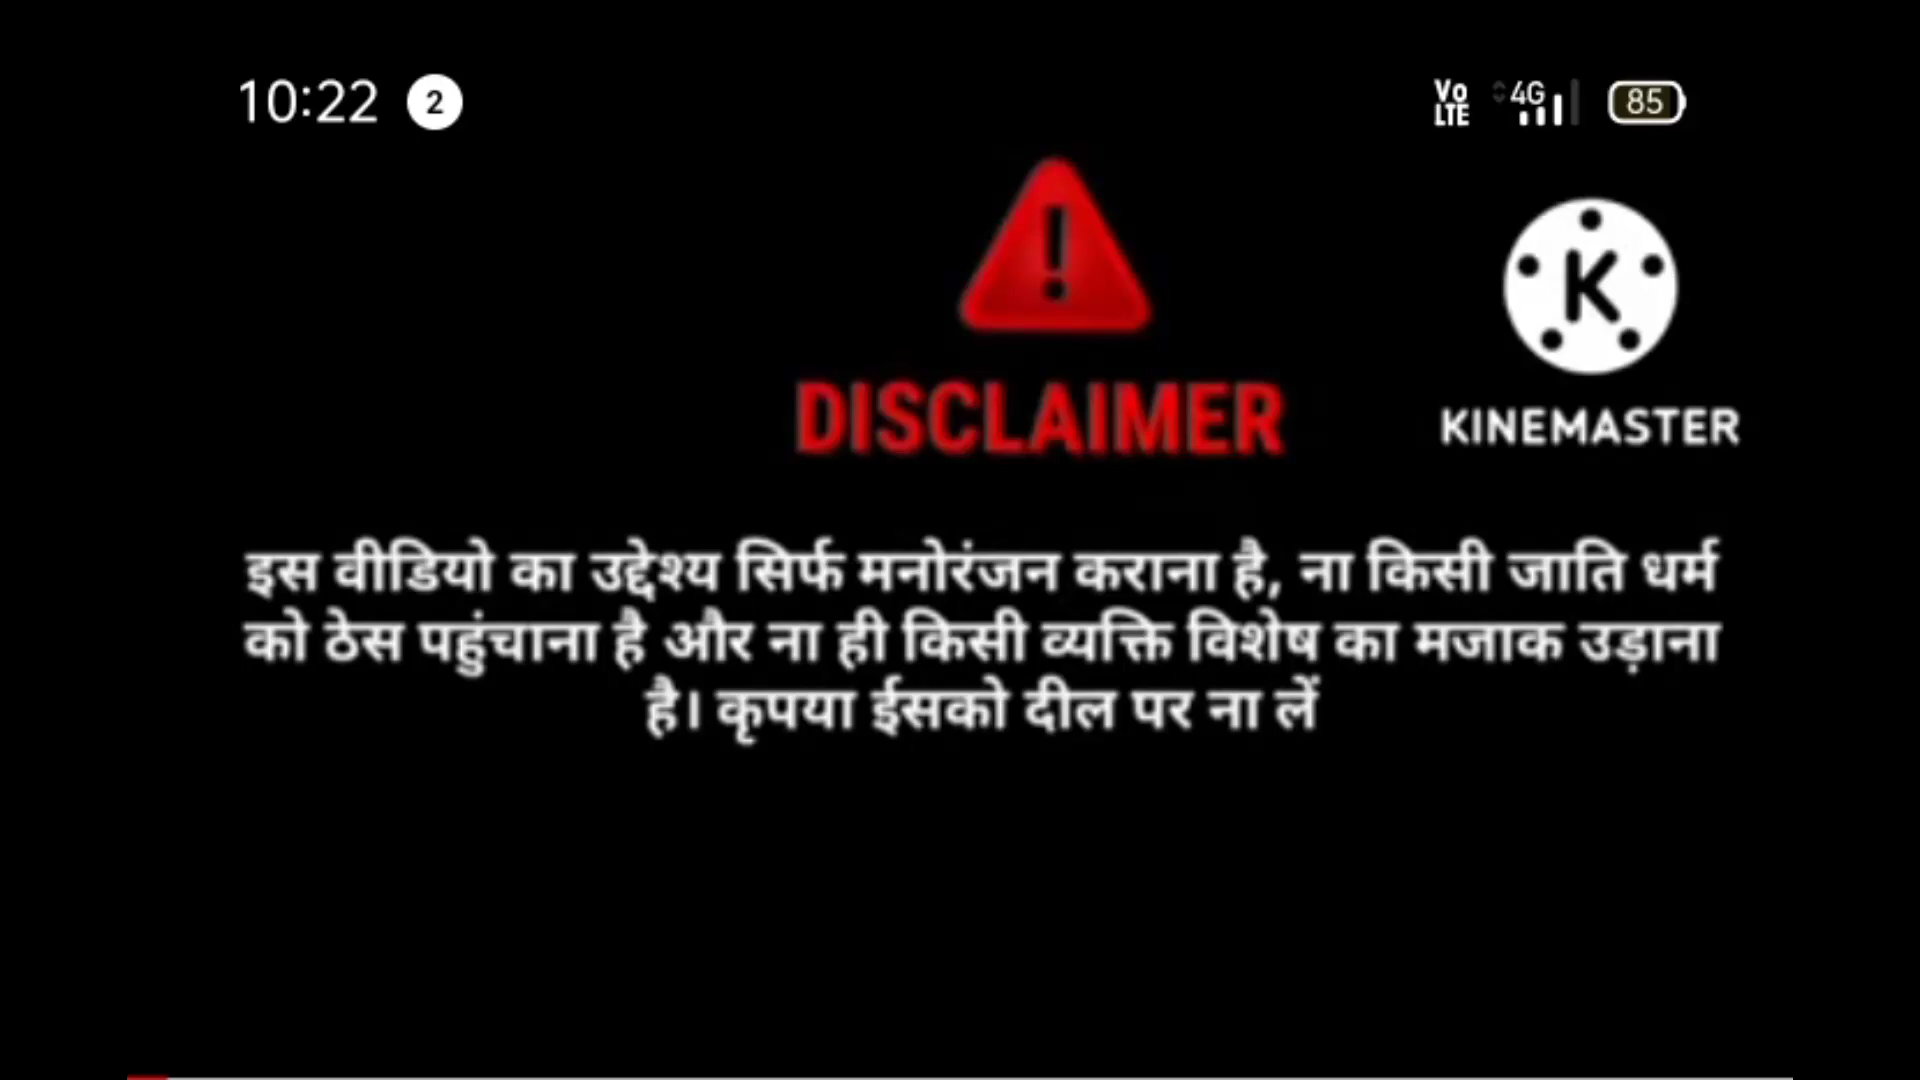 10:22 2 Vo LTE 4G 85
DISCLAIMER
K
KINEMASTER
इस वीडियो का उद्देश्य सिर्फ मनोरंजन कराना है, ना किसी जाति धर्म
को ठेस पहुंचाना है और ना ही किसी व्यक्ति विशेष का मजाक उड़ाना
है। कृपया ईसको दील पर ना लें